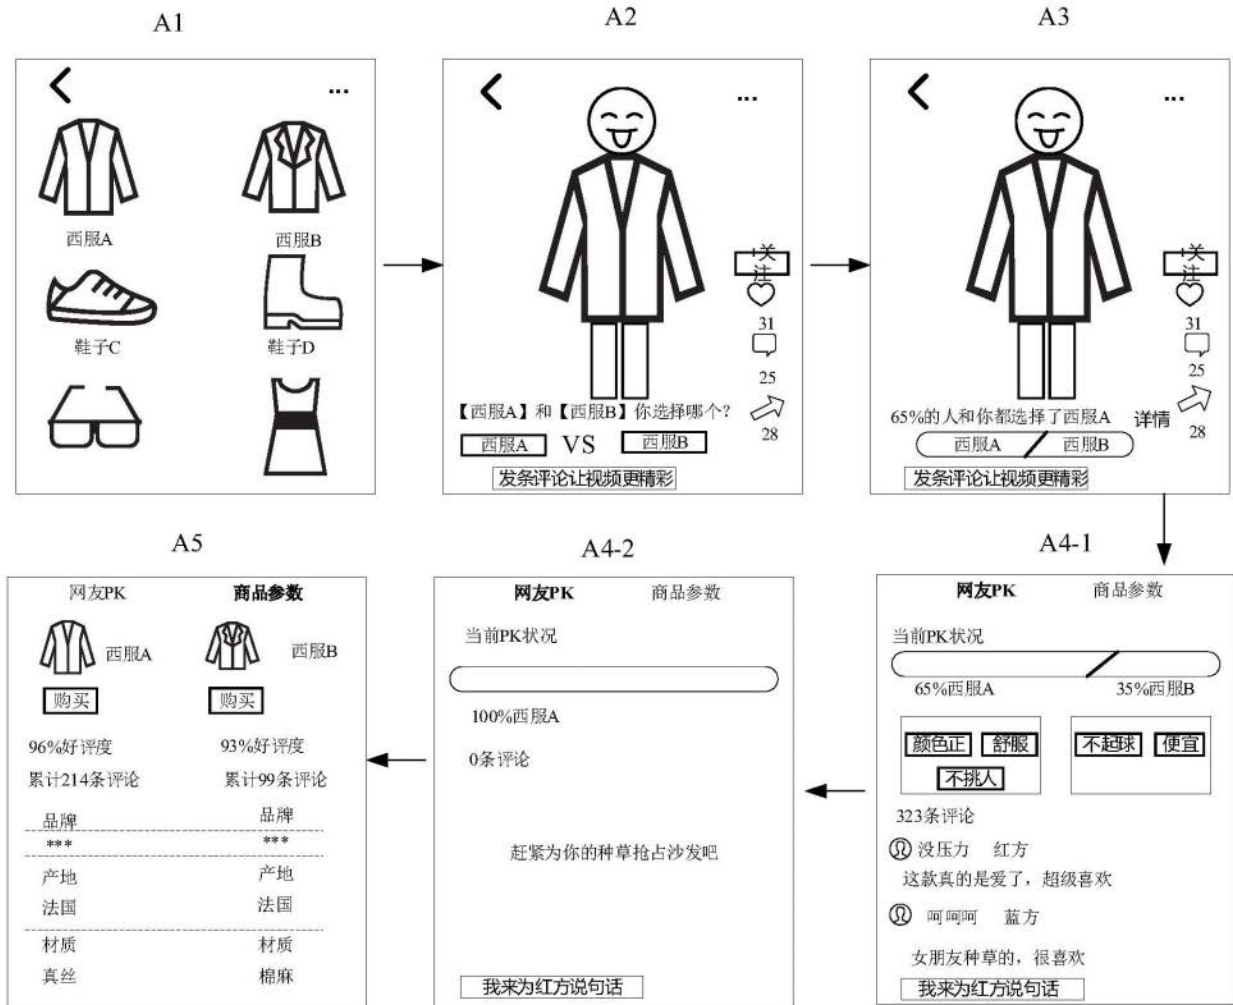 A1
...
西服A
西服B
鞋子C
鞋子D
A2
...
+关
注
31
25
28
【西服A】和【西服B】你选择哪个?
西服A VS 西服B
发条评论让视频更精彩
A3
...
+关
注
31
25
28
65%的人和你都选择了西服A 详情
西服A 西服B
发条评论让视频更精彩
A4-1
网友PK 商品参数
当前PK状况
65%西服A 35%西服B
颜色正 舒服
不挑人
不起球 便宜
323条评论
没压力 红方
这款真的是爱了，超级喜欢
呵呵呵 蓝方
女朋友种草的，很喜欢
我来为红方说句话
A4-2
网友PK 商品参数
当前PK状况
100%西服A
0条评论
赶紧为你的种草抢占沙发吧
我来为红方说句话
A5
网友PK 商品参数
西服A 西服B
购买 购买
96%好评度 93%好评度
累计214条评论 累计99条评论
品牌 品牌
*** ***
产地 产地
法国 法国
材质 材质
真丝 棉麻